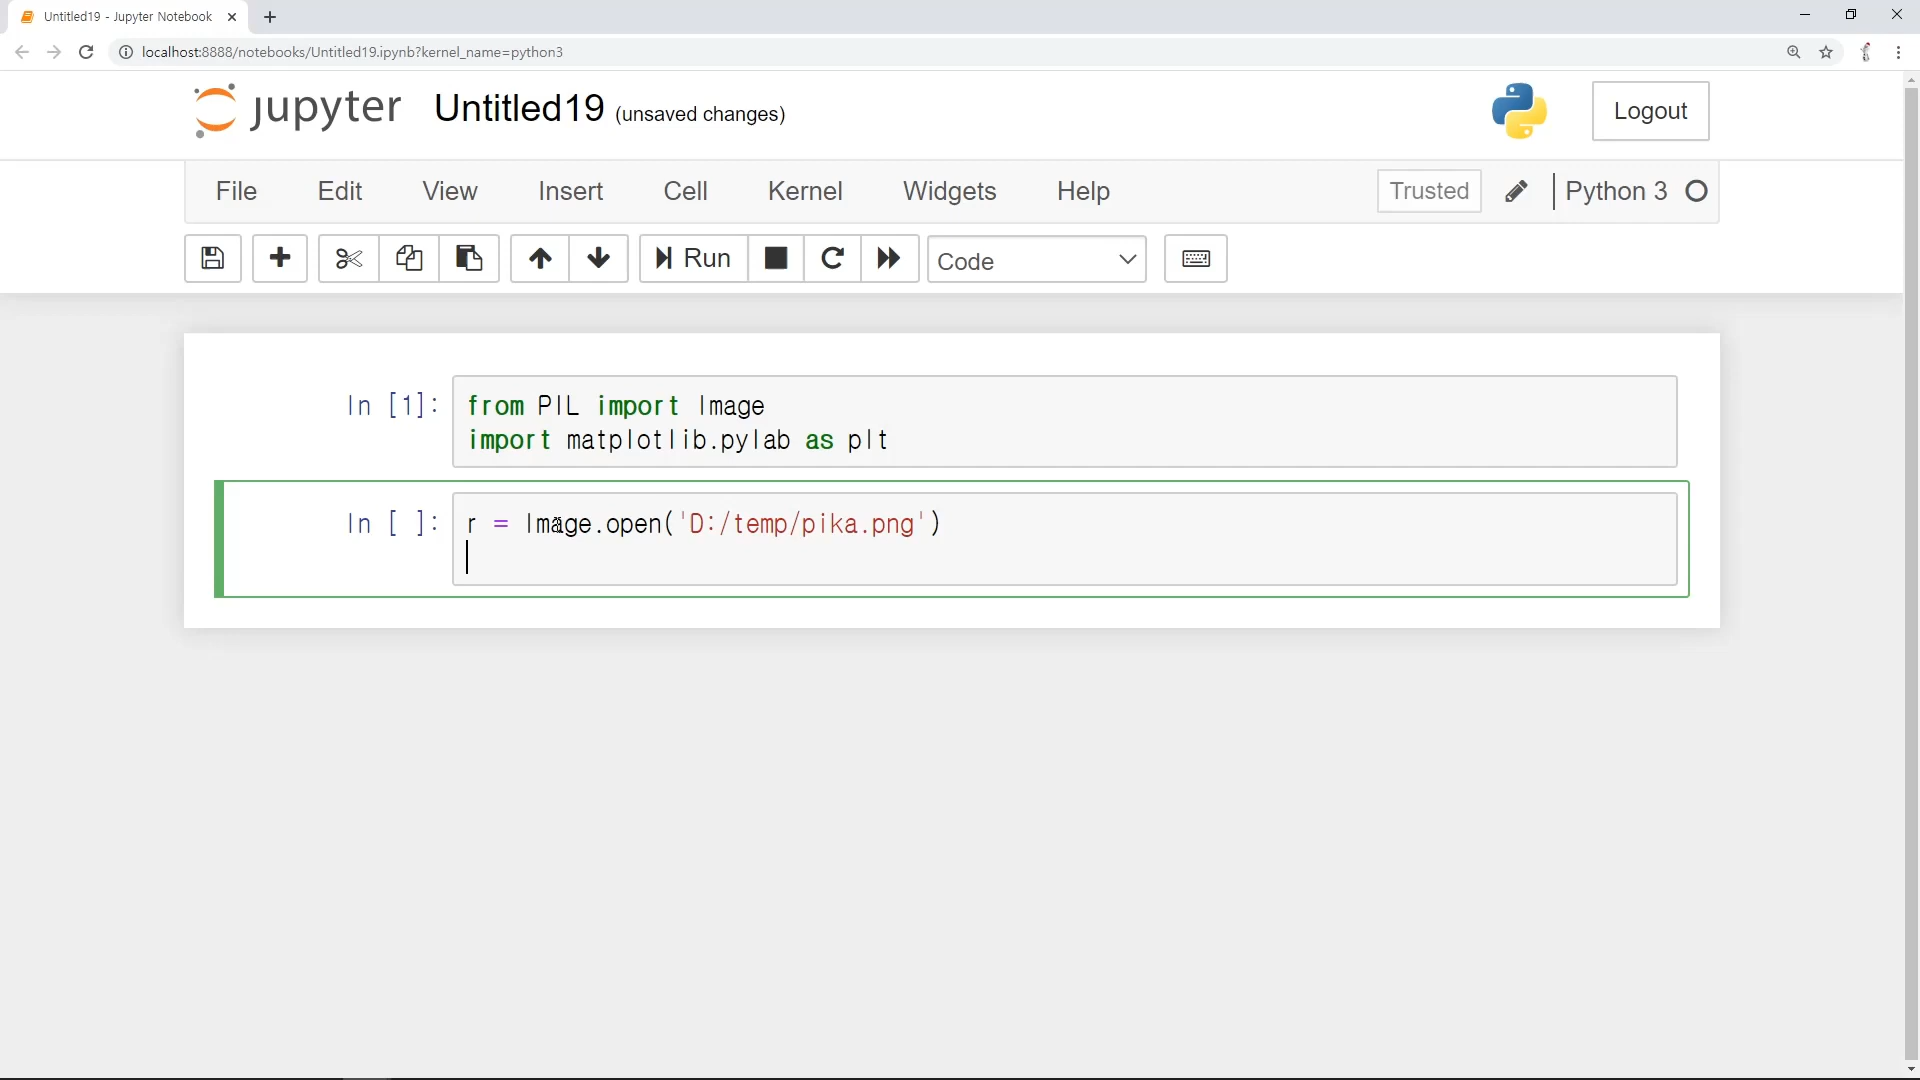 Untitled19 - Jupyter Notebook
localhost:8888/notebooks/Untitled19.ipynb?kernel_name=python3
jupyter Untitled19 (unsaved changes)
Logout
File Edit View Insert Cell Kernel Widgets Help Trusted Python 3
Run Code
In [1]: from PIL import Image
import matplotlib.pylab as plt
In [ ]: r = Image.open('D:/temp/pika.png')